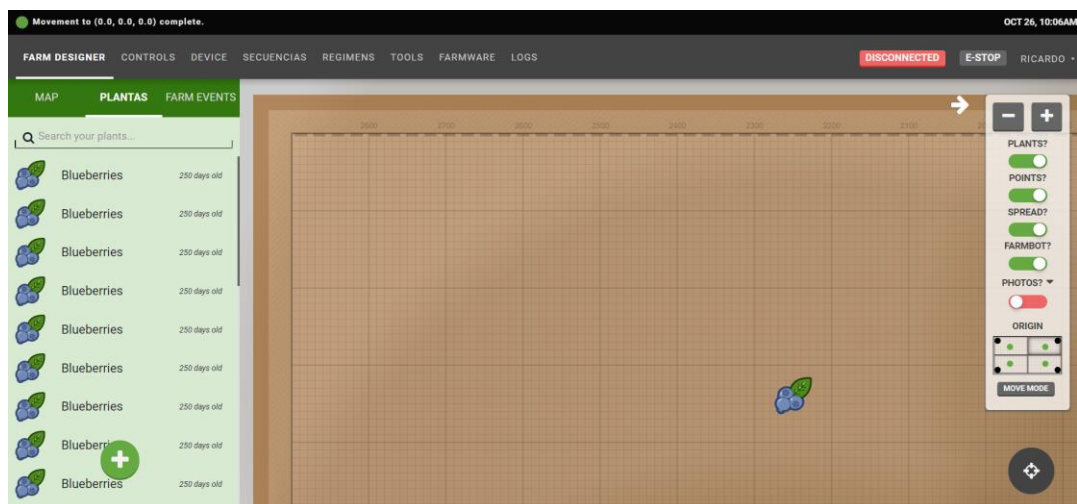 Movement to (0.0, 0.0, 0.0) complete.
OCT 26, 10:06AM
FARM DESIGNER CONTROLS DEVICE SECUENCIAS REGIMENS TOOLS FARMWARE LOGS
DISCONNECTED E-STOP RICARDO
MAP PLANTAS FARM EVENTS
Search your plants...
Blueberries 250 days old
Blueberries 250 days old
Blueberries 250 days old
Blueberries 250 days old
Blueberries 250 days old
Blueberries 250 days old
Blueberries 250 days old
Blueberr 250 days old
Blueberries 250 days old
2800 2700 2600 2500 2400 2300 2200 2100
PLANTS?
POINTS?
SPREAD?
FARMBOT?
PHOTOS?
ORIGIN
MOVE MODE